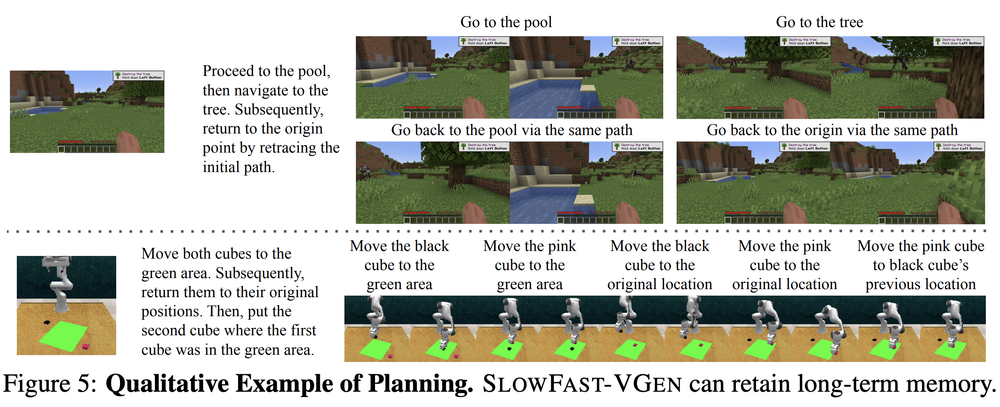 Go to the pool
Go to the tree
Destroy the tree
Hold down Left Button
Destroy the tree
Hold down Left Button
Destroy the tree
Hold down Left Button
Destroy the tree
Hold down Left Button
Destroy the tree
Hold down Left Button
Proceed to the pool,
then navigate to the
tree. Subsequently,
return to the origin
point by retracing the
initial path.
Go back to the pool via the same path
Go back to the origin via the same path
Destroy the tree
Hold down Left Button
Destroy the tree
Hold down Left Button
Destroy the tree
Hold down Left Button
Destroy the tree
Hold down Left Button
Move both cubes to the
green area. Subsequently,
return them to their original
positions. Then, put the
second cube where the first
cube was in the green area.
Move the black
cube to the
green area
Move the pink
cube to the
green area
Move the black
cube to the
original location
Move the pink
cube to the
original location
Move the pink cube
to black cube’s
previous location
Figure 5: Qualitative Example of Planning. SLOWFAST-VGEN can retain long-term memory.